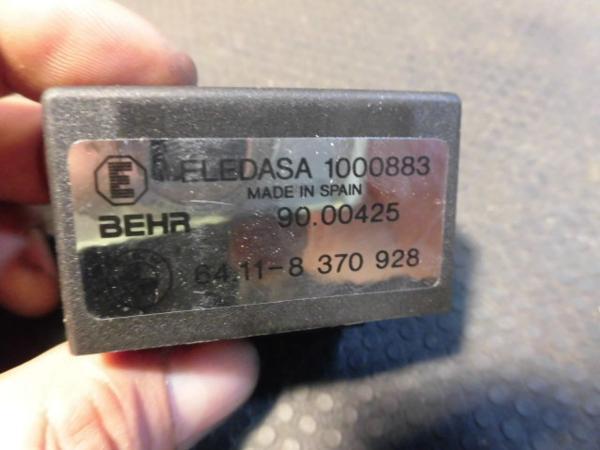 E ELEDASA 1000883
MADE IN SPAIN
BEHR 90.00425
64.11-8 370 928